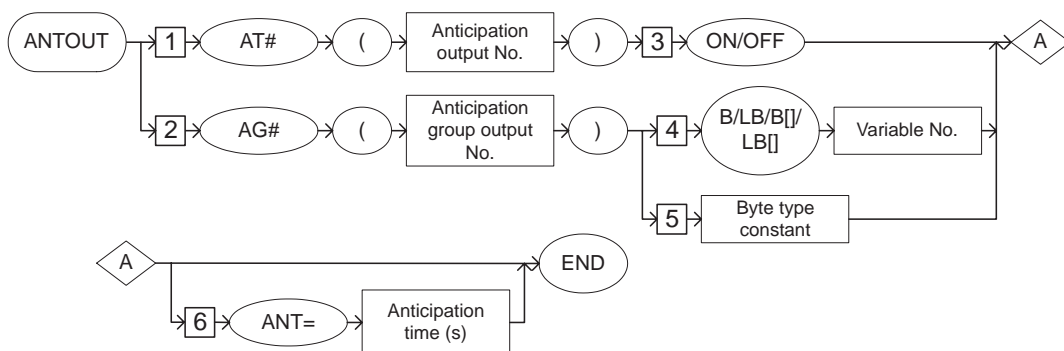 ANTOUT 1 AT# ( Anticipation output No. ) 3 ON/OFF A
2 AG# ( Anticipation group output No. ) 4 B/LB/B[]/ LB[] Variable No.
5 Byte type constant
A END
6 ANT= Anticipation time (s)